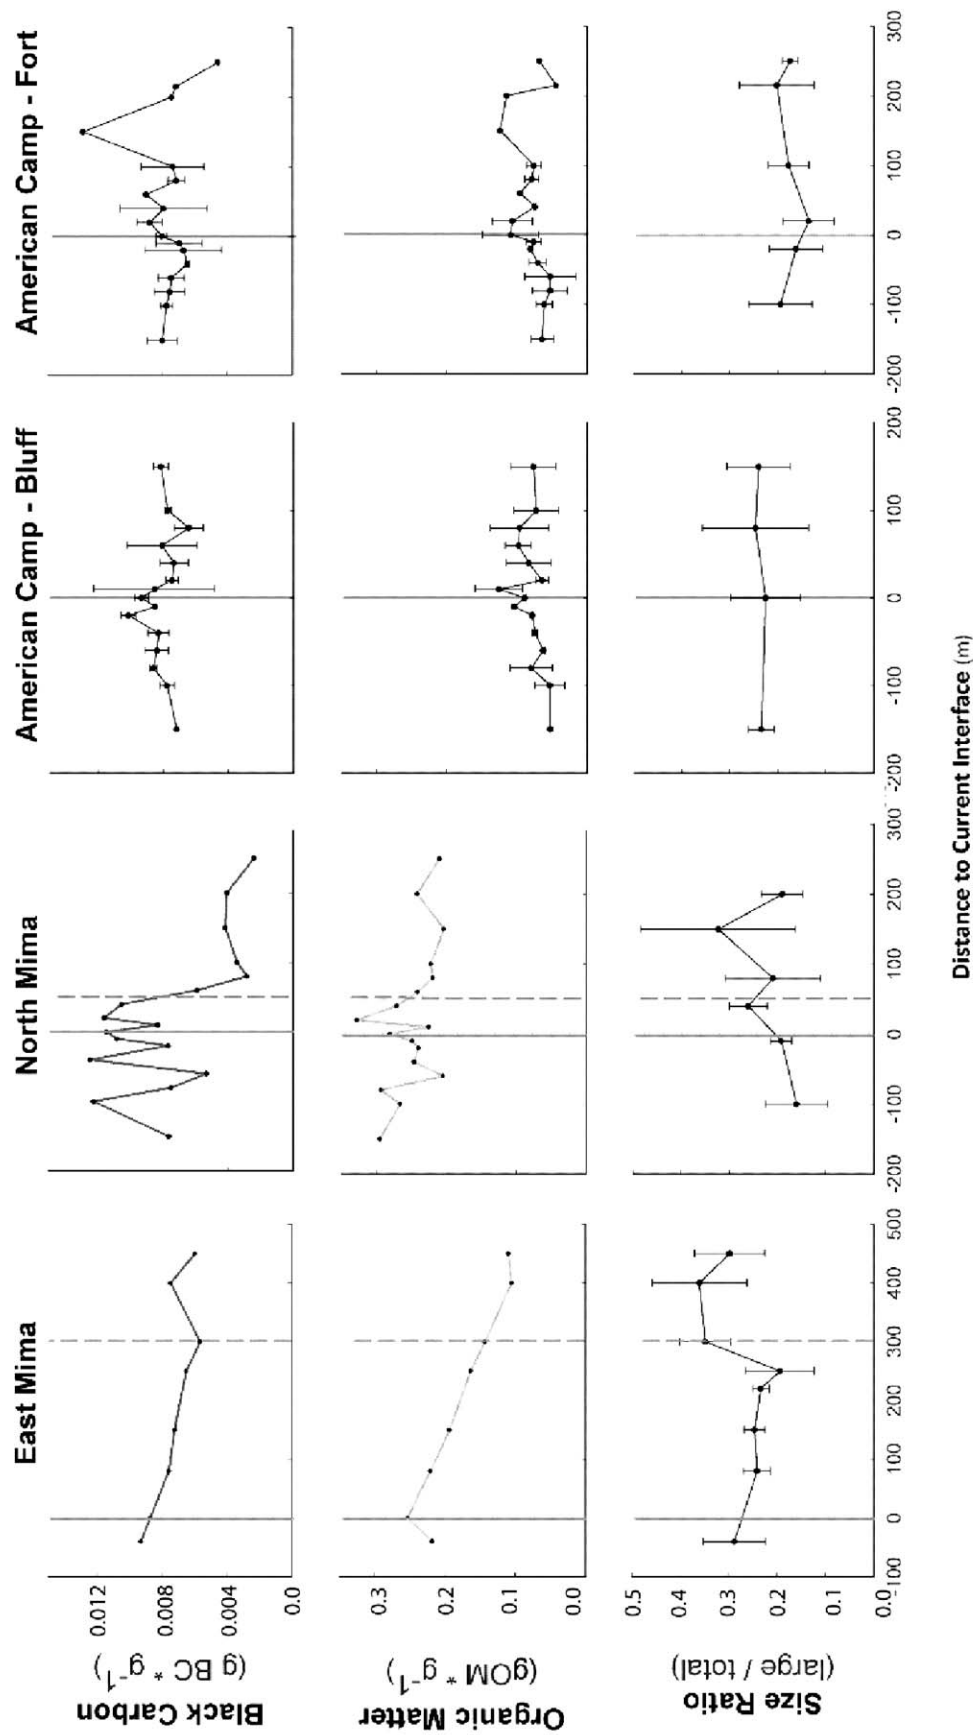 East Mima
North Mima
American Camp - Bluff
American Camp - Fort
Black Carbon
(g BC * g⁻¹)
0.012
0.008
0.004
0.0
Organic Matter
(gOM * g⁻¹)
0.3
0.2
0.1
0.0
Size Ratio
(large / total)
0.5
0.4
0.3
0.2
0.1
0.0
-100 0 100 200 300 400 500
-200 -100 0 100 200 300
-200 -100 0 100 200
-200 -100 0 100 200 300
Distance to Current Interface (m)